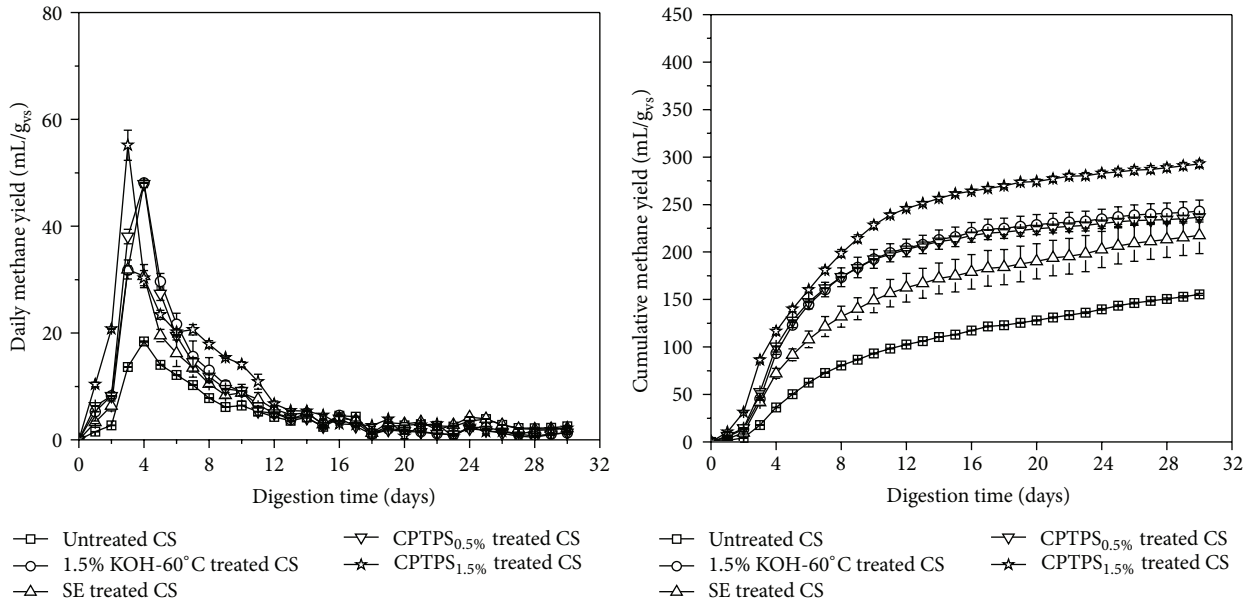 80
60
40
20
0
Daily methane yield (mL/gvs)
0 4 8 12 16 20 24 28 32
Digestion time (days)
Untreated CS
1.5% KOH-60°C treated CS
SE treated CS
CPTPS0.5% treated CS
CPTPS1.5% treated CS
450
400
350
300
250
200
150
100
50
0
Cumulative methane yield (mL/gvs)
0 4 8 12 16 20 24 28 32
Digestion time (days)
Untreated CS
1.5% KOH-60°C treated CS
SE treated CS
CPTPS0.5% treated CS
CPTPS1.5% treated CS